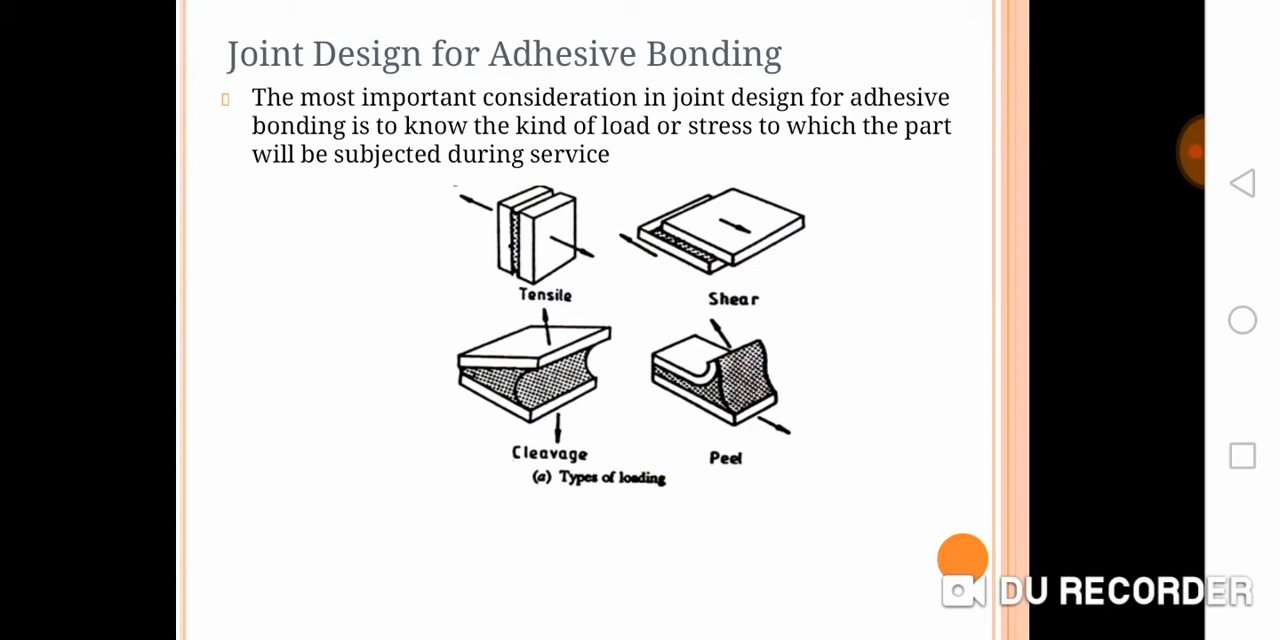 Joint Design for Adhesive Bonding
The most important consideration in joint design for adhesive
bonding is to know the kind of load or stress to which the part
will be subjected during service
Tensile
Shear
Cleavage
Peel
(a) Types of loading
DU RECORDER